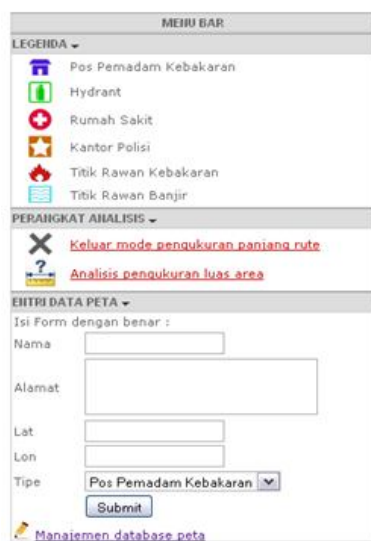 MENU BAR
LEGENDA
Pos Pemadam Kebakaran
Hydrant
Rumah Sakit
Kantor Polisi
Titik Rawan Kebakaran
Titik Rawan Banjir
PERANGKAT ANALISIS
Keluar mode pengukuran panjang rute
?
Analisis pengukuran luas area
ENTRI DATA PETA
Isi Form dengan benar :
Nama
Alamat
Lat
Lon
Tipe Pos Pemadam Kebakaran
Submit
Manajemen database peta